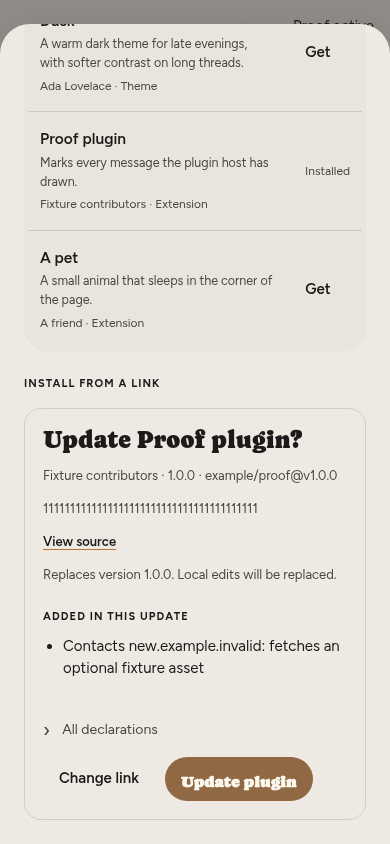 A warm dark theme for late evenings,
with softer contrast on long threads.
Get
Ada Lovelace · Theme
Proof plugin
Marks every message the plugin host has
drawn.
Installed
Fixture contributors · Extension
A pet
A small animal that sleeps in the corner of
the page.
Get
A friend · Extension
INSTALL FROM A LINK
Update Proof plugin?
Fixture contributors · 1.0.0 · example/proof@v1.0.0
View source
Replaces version 1.0.0. Local edits will be replaced.
ADDED IN THIS UPDATE
• Contacts new.example.invalid: fetches an
optional fixture asset
› All declarations
Change link
Update plugin